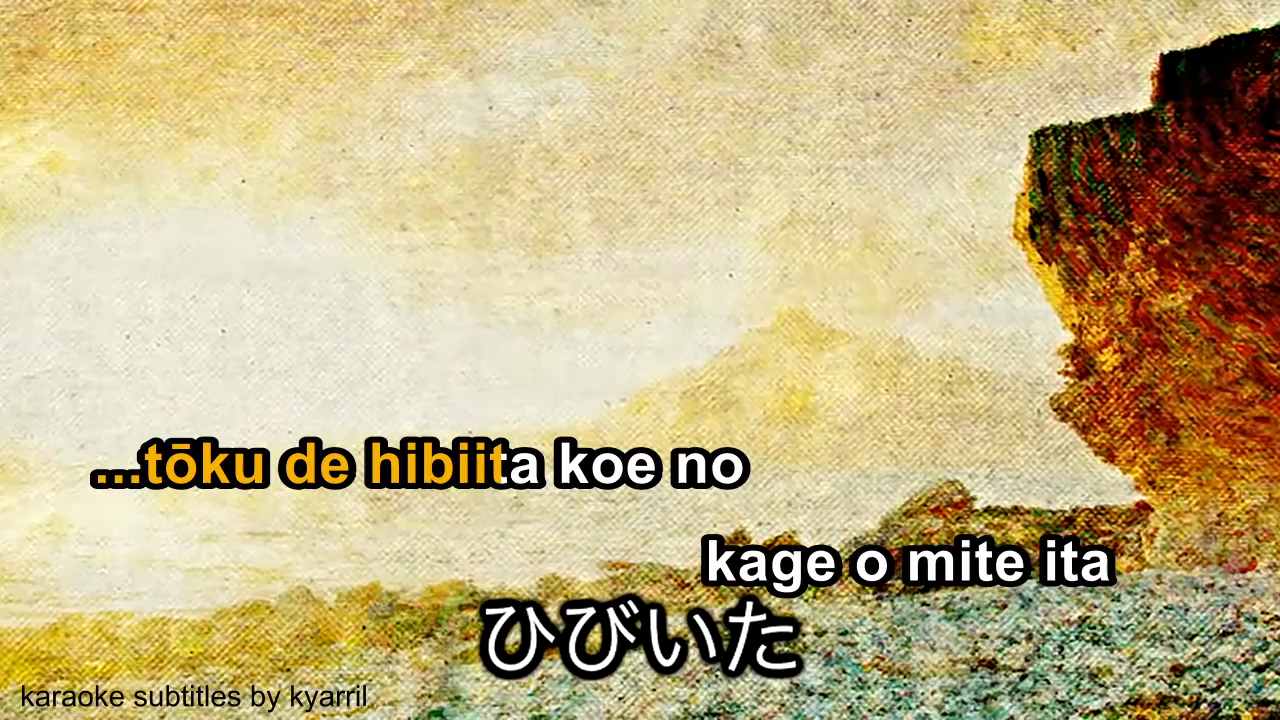 ...tōku de hibiita koe no
kage o mite ita
ひびいた
karaoke subtitles by kyarril